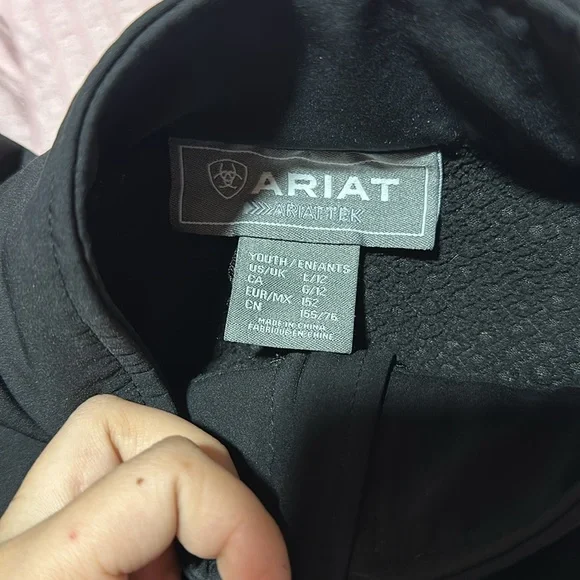 ARIAT
ARIATTEK
YOUTH/ENFANTS
US/UK L/12
CA G/12
EUR/MX 152
CN 155/76
MADE IN CHINA
FABRIQUÉ EN CHINE